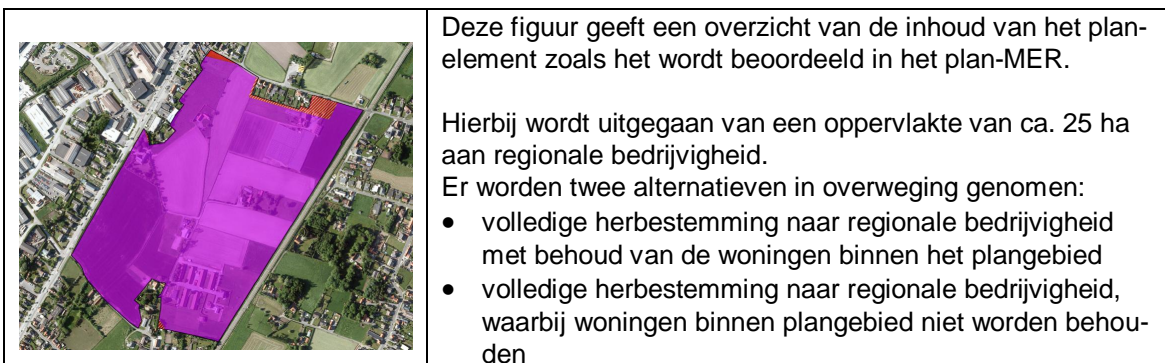 Deze figuur geeft een overzicht van de inhoud van het plan-
element zoals het wordt beoordeeld in het plan-MER.
Hierbij wordt uitgegaan van een oppervlakte van ca. 25 ha
aan regionale bedrijvigheid.
Er worden twee alternatieven in overweging genomen:
• volledige herbestemming naar regionale bedrijvigheid
met behoud van de woningen binnen het plangebied
• volledige herbestemming naar regionale bedrijvigheid,
waarbij woningen binnen plangebied niet worden behou-
den